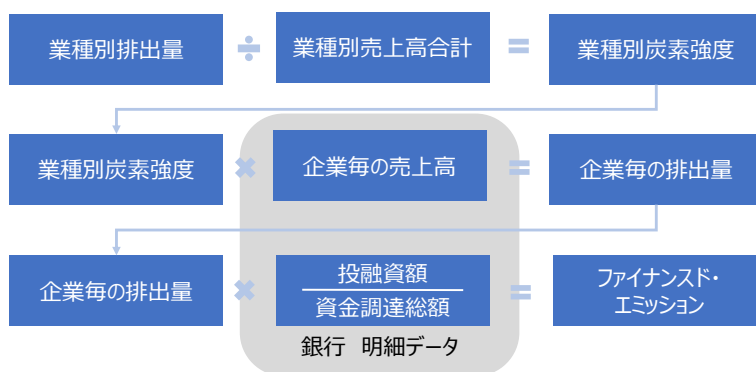 業種別排出量 ÷ 業種別売上高合計 = 業種別炭素強度
業種別炭素強度 × 企業毎の売上高 = 企業毎の排出量
企業毎の排出量 × 投融資額
資金調達総額 = ファイナンスド・
エミッション
銀行 明細データ